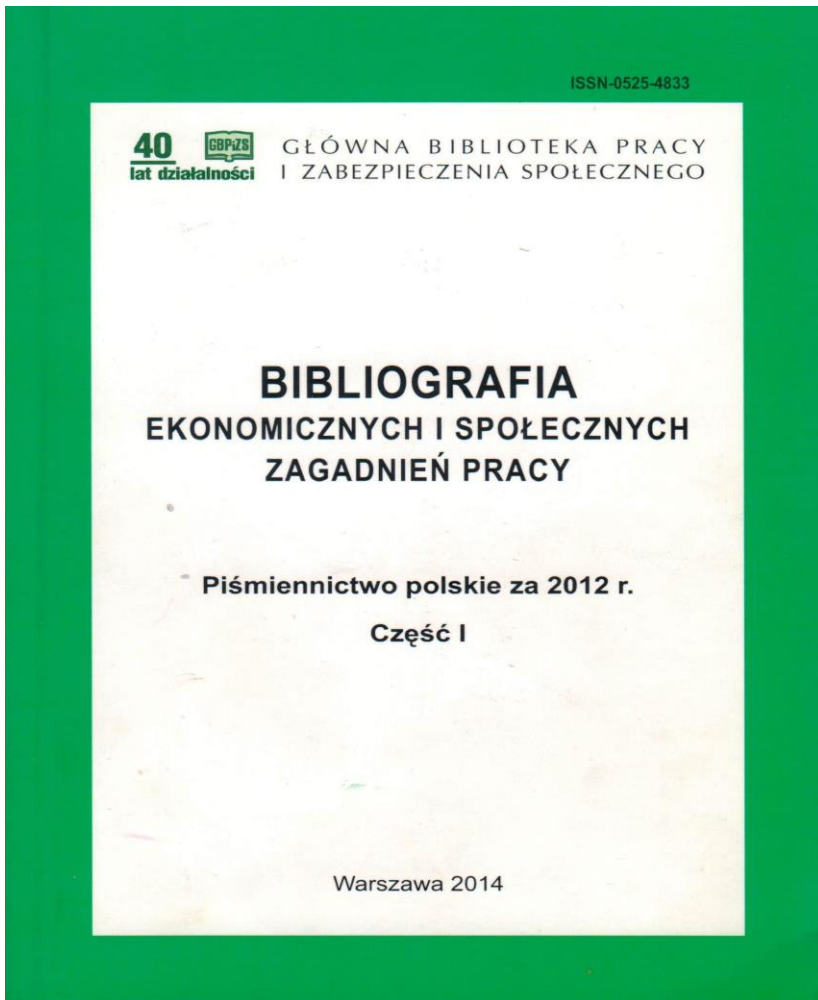 ISSN-0525-4833
40
lat działalności
GBPiZS
GŁÓWNA BIBLIOTEKA PRACY
I ZABEZPIECZENIA SPOŁECZNEGO
BIBLIOGRAFIA
EKONOMICZNYCH I SPOŁECZNYCH
ZAGADNIEŃ PRACY
Piśmiennictwo polskie za 2012 r.
Część I
Warszawa 2014